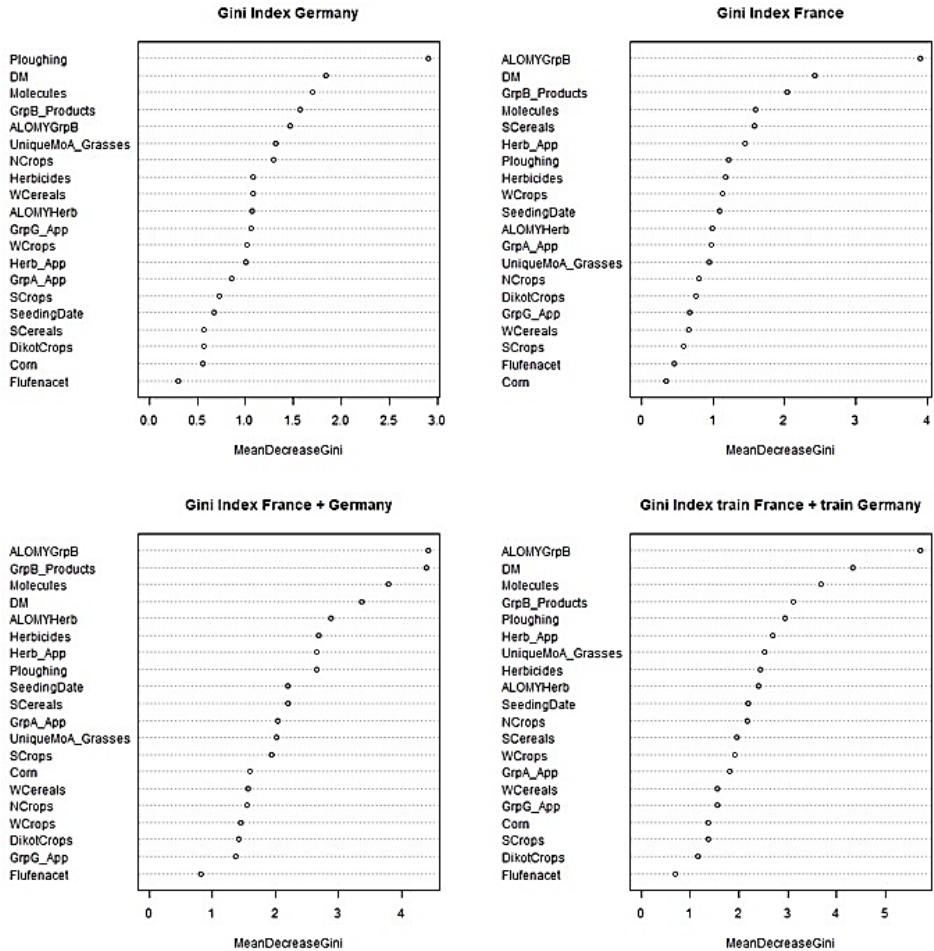 Gini Index Germany
Ploughing
DM
Molecules
GrpB_Products
ALOMYGrpB
UniqueMoA_Grasses
NCrops
Herbicides
WCereals
ALOMYHerb
GrpG_App
WCrops
Herb_App
GrpA_App
SCrops
SeedingDate
SCereals
DikotCrops
Corn
Flufenacet
0.0 0.5 1.0 1.5 2.0 2.5 3.0
MeanDecreaseGini
Gini Index France
ALOMYGrpB
DM
GrpB_Products
Molecules
SCereals
Herb_App
Ploughing
Herbicides
WCrops
SeedingDate
ALOMYHerb
GrpA_App
UniqueMoA_Grasses
NCrops
DikotCrops
GrpG_App
WCereals
SCrops
Flufenacet
Corn
0 1 2 3 4
MeanDecreaseGini
Gini Index France + Germany
ALOMYGrpB
GrpB_Products
Molecules
DM
ALOMYHerb
Herbicides
Herb_App
Ploughing
SeedingDate
SCereals
GrpA_App
UniqueMoA_Grasses
SCrops
Corn
WCereals
NCrops
WCrops
DikotCrops
GrpG_App
Flufenacet
0 1 2 3 4
MeanDecreaseGini
Gini Index train France + train Germany
ALOMYGrpB
DM
Molecules
GrpB_Products
Ploughing
Herb_App
UniqueMoA_Grasses
Herbicides
ALOMYHerb
SeedingDate
NCrops
SCereals
WCrops
GrpA_App
WCereals
GrpG_App
Corn
SCrops
DikotCrops
Flufenacet
0 1 2 3 4 5
MeanDecreaseGini